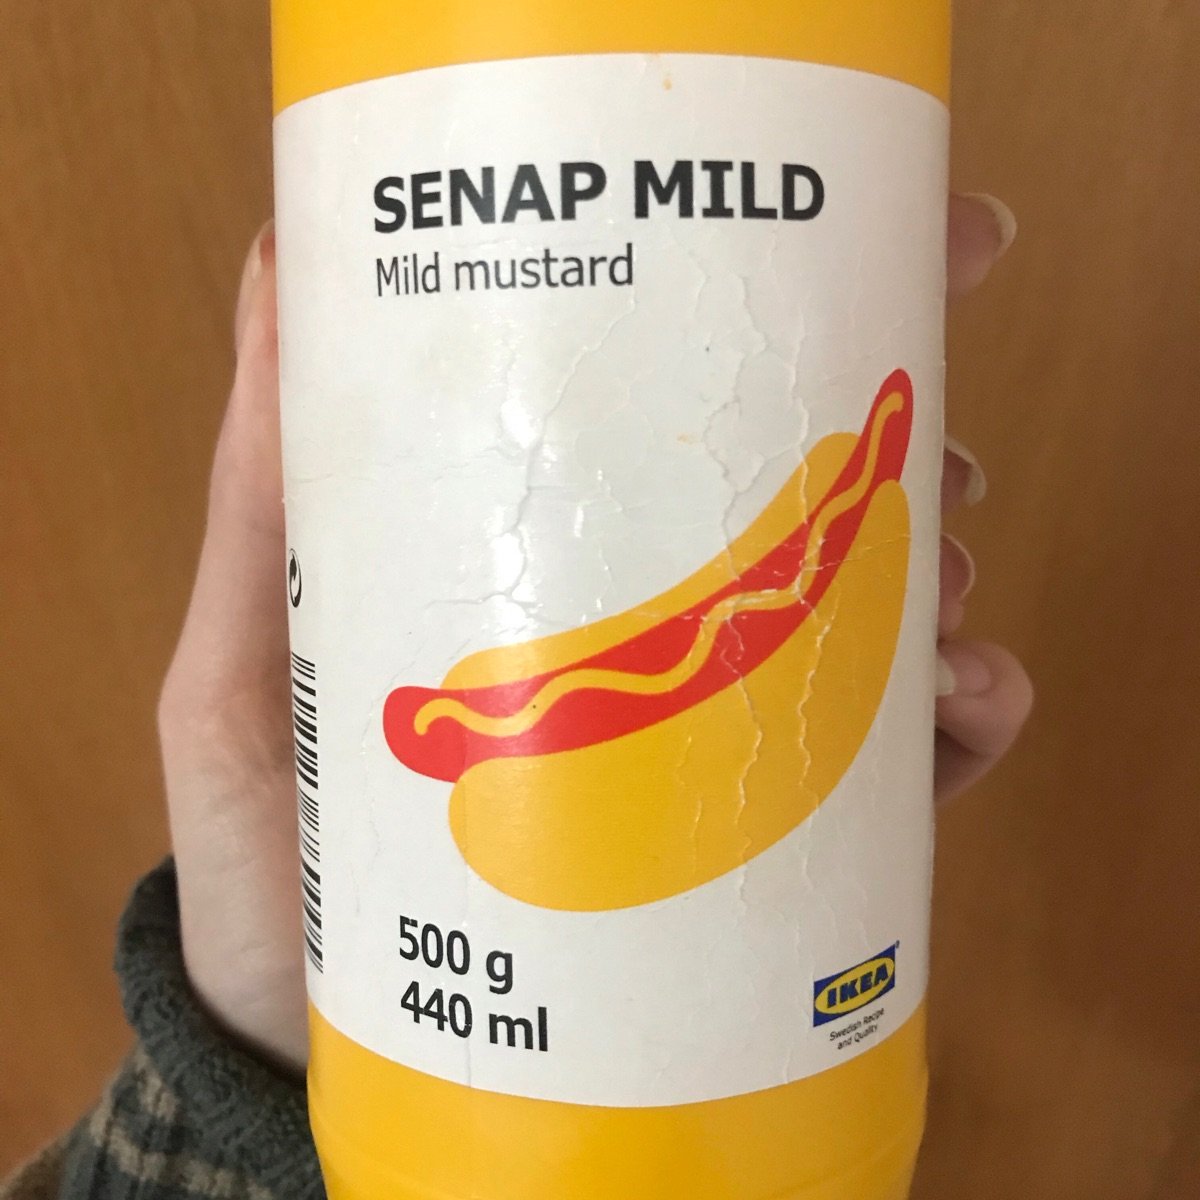 SENAP MILD
Mild mustard
500 g
440 ml
IKEA
Swedish Recipe
and Quality